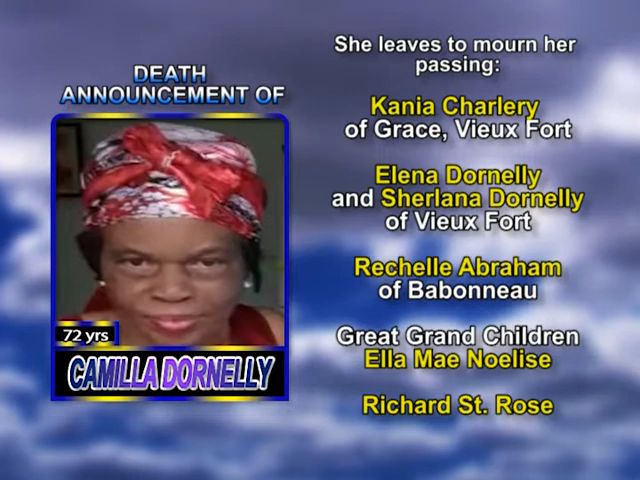 DEATH
ANNOUNCEMENT OF
72 yrs
CAMILLA DORNELLY
She leaves to mourn her
passing:
Kania Charlery
of Grace, Vieux Fort
Elena Dornelly
and Sherlana Dornelly
of Vieux Fort
Rechelle Abraham
of Babonneau
Great Grand Children
Ella Mae Noelise
Richard St. Rose